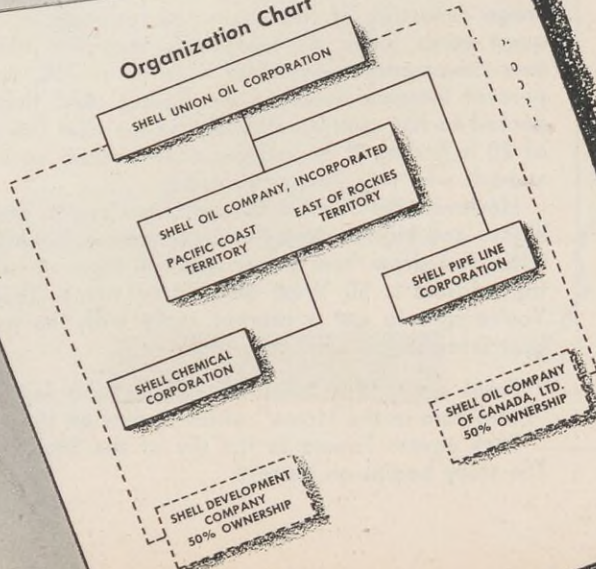 Organization Chart
SHELL UNION OIL CORPORATION
SHELL OIL COMPANY, INCORPORATED
PACIFIC COAST
TERRITORY
EAST OF ROCKIES
TERRITORY
SHELL PIPE LINE
CORPORATION
SHELL CHEMICAL
CORPORATION
SHELL OIL COMPANY
OF CANADA, LTD.
50% OWNERSHIP
SHELL DEVELOPMENT
COMPANY
50% OWNERSHIP